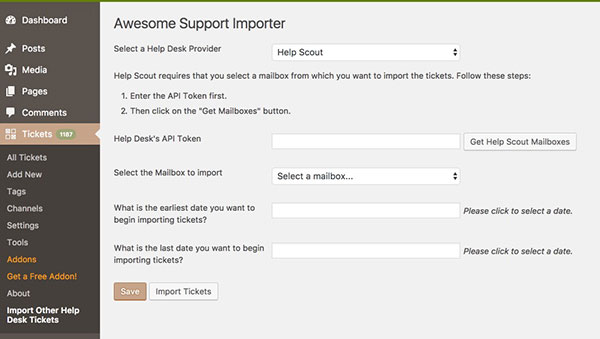 Dashboard
Posts
Media
Pages
Comments
Tickets 1187
All Tickets
Add New
Tags
Channels
Settings
Tools
Addons
Get a Free Addon!
About
Import Other Help
Desk Tickets
Awesome Support Importer
Select a Help Desk Provider
Help Scout
Help Scout requires that you select a mailbox from which you want to import the tickets. Follow these steps:
1. Enter the API Token first.
2. Then click on the "Get Mailboxes" button.
Help Desk's API Token
Get Help Scout Mailboxes
Select the Mailbox to import
Select a mailbox...
What is the earliest date you want to
begin importing tickets?
Please click to select a date.
What is the last date you want to begin
importing tickets?
Please click to select a date.
Save
Import Tickets